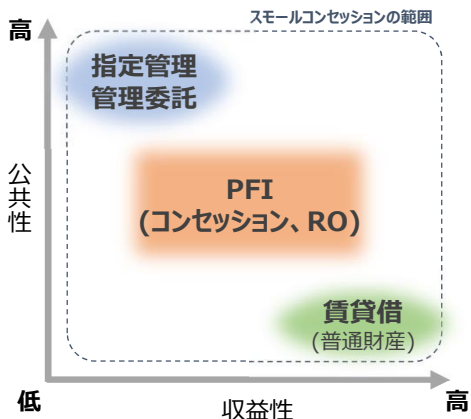 スモールコンセッションの範囲
高
指定管理
管理委託
公共性
PFI
(コンセッション、RO)
賃貸借
(普通財産)
低
収益性
高